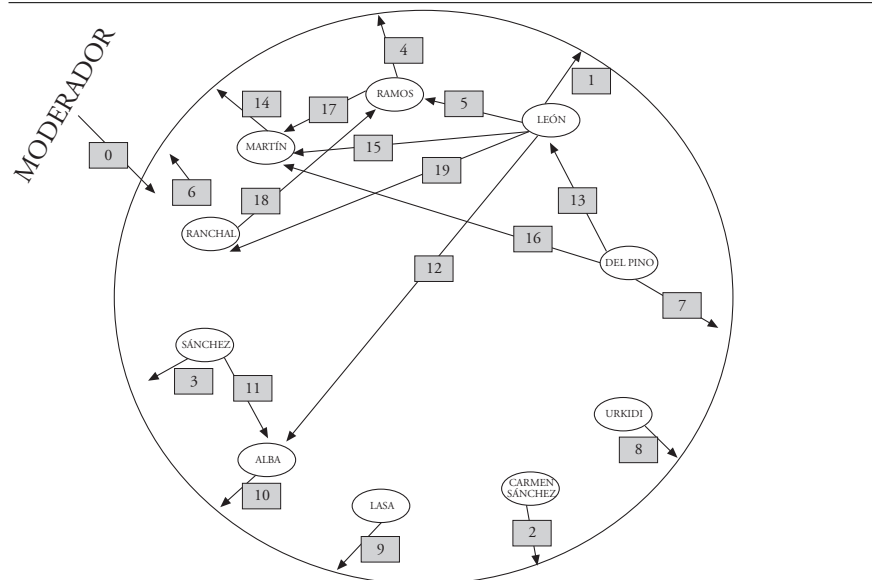 MODERADOR
0
4
RAMOS
1
14
17
5
LEÓN
MARTÍN
15
19
6
18
13
RANCHAL
16
12
DEL PINO
7
SÁNCHEZ
3
11
URKIDI
8
ALBA
10
CARMEN
SÁNCHEZ
LASA
2
9